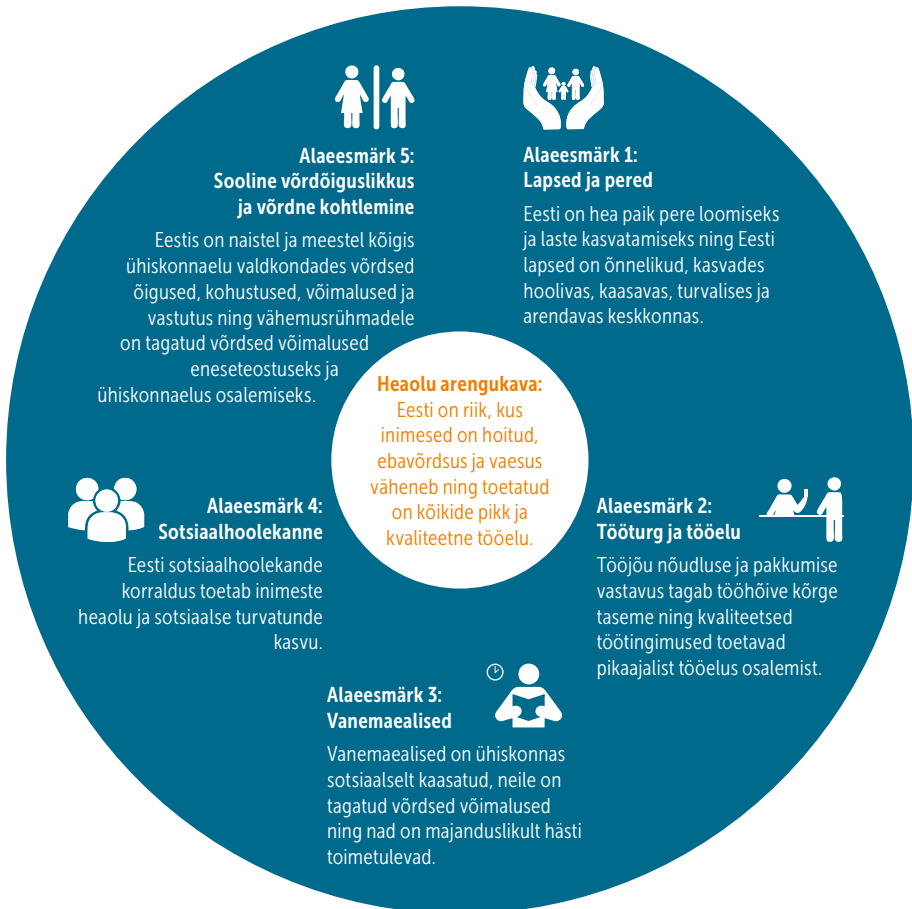 Alaeesmärk 5:
Sooline võrdõiguslikkus
ja võrdne kohtlemine
Eestis on naistel ja meestel kõigis
ühiskonnaelu valdkondades võrdsed
õigused, kohustused, võimalused ja
vastutus ning vähemusrühmadele
on tagatud võrdsed võimalused
eneseteostuseks ja
ühiskonnaelus osalemiseks.
Alaeesmärk 1:
Lapsed ja pered
Eesti on hea paik pere loomiseks
ja laste kasvatamiseks ning Eesti
lapsed on õnnelikud, kasvades
hoolivas, kaasavas, turvalises ja
arendavas keskkonnas.
Heaolu arengukava:
Eesti on riik, kus
inimesed on hoitud,
ebavõrdsus ja vaesus
väheneb ning toetatud
on kõikide pikk ja
kvaliteetne tööelu.
Alaeesmärk 4:
Sotsiaalhoolekanne
Eesti sotsiaalhoolekande
korraldus toetab inimeste
heaolu ja sotsiaalse turvatunde
kasvu.
Alaeesmärk 2:
Tööturg ja tööelu
Tööjõu nõudluse ja pakkumise
vastavus tagab tööhõive kõrge
taseme ning kvaliteetsed
töötingimused toetavad
pikaajalist tööelus osalemist.
Alaeesmärk 3:
Vanemaealised
Vanemaealised on ühiskonnas
sotsiaalselt kaasatud, neile on
tagatud võrdsed võimalused
ning nad on majanduslikult hästi
toimetulevad.